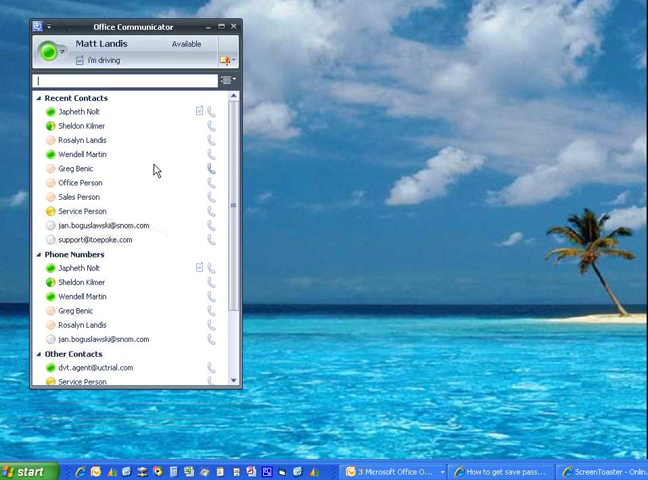 Office Communicator
Matt Landis Available
i'm driving
Recent Contacts
Japheth Nolt
Sheldon Kilmer
Rosalyn Landis
Wendell Martin
Greg Benic
Office Person
Sales Person
Service Person
jan.boguslawski@snom.com
support@toepoke.com
Phone Numbers
Japheth Nolt
Sheldon Kilmer
Wendell Martin
Greg Benic
Rosalyn Landis
jan.boguslawski@snom.com
Other Contacts
dvt.agent@uctrial.com
Service Person
start 3 Microsoft Office O... How to get save pass... ScreenToaster - Onlin.